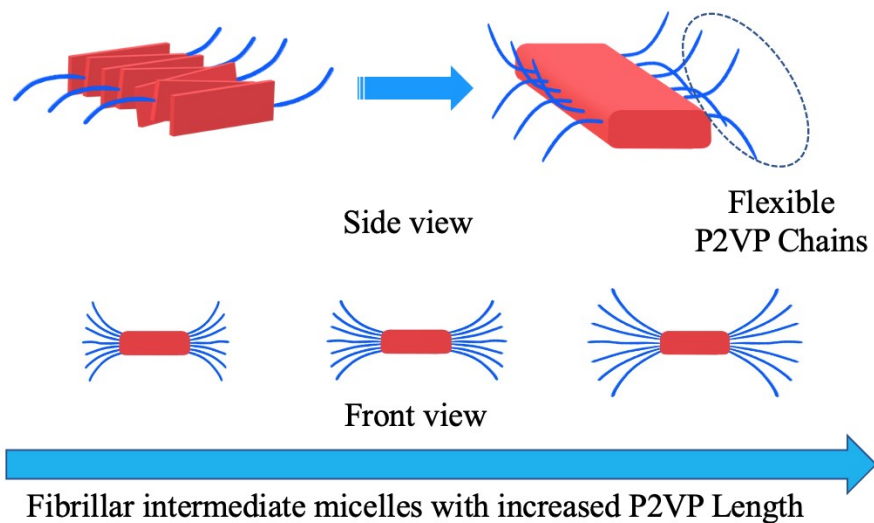 Side view
Flexible
P2VP Chains
Front view
Fibrillar intermediate micelles with increased P2VP Length